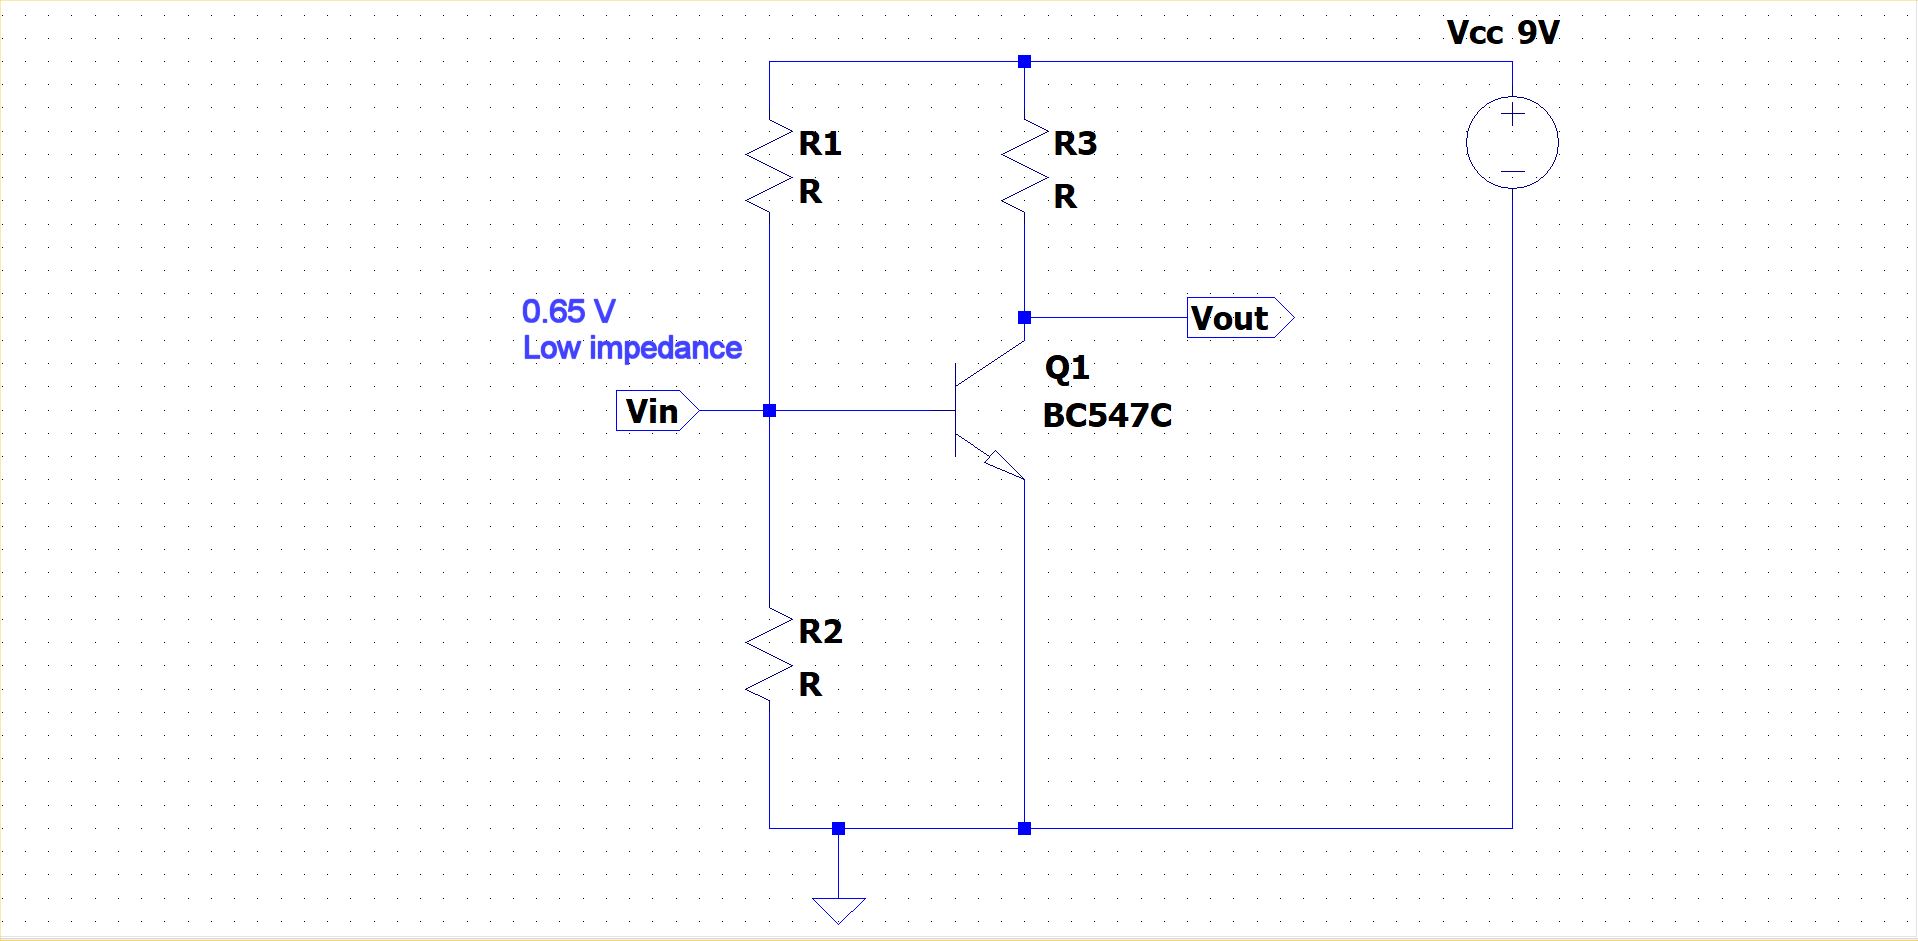 Vcc 9V
R1
R
R3
R
0.65 V
Low impedance
Vin
Vout
Q1
BC547C
R2
R